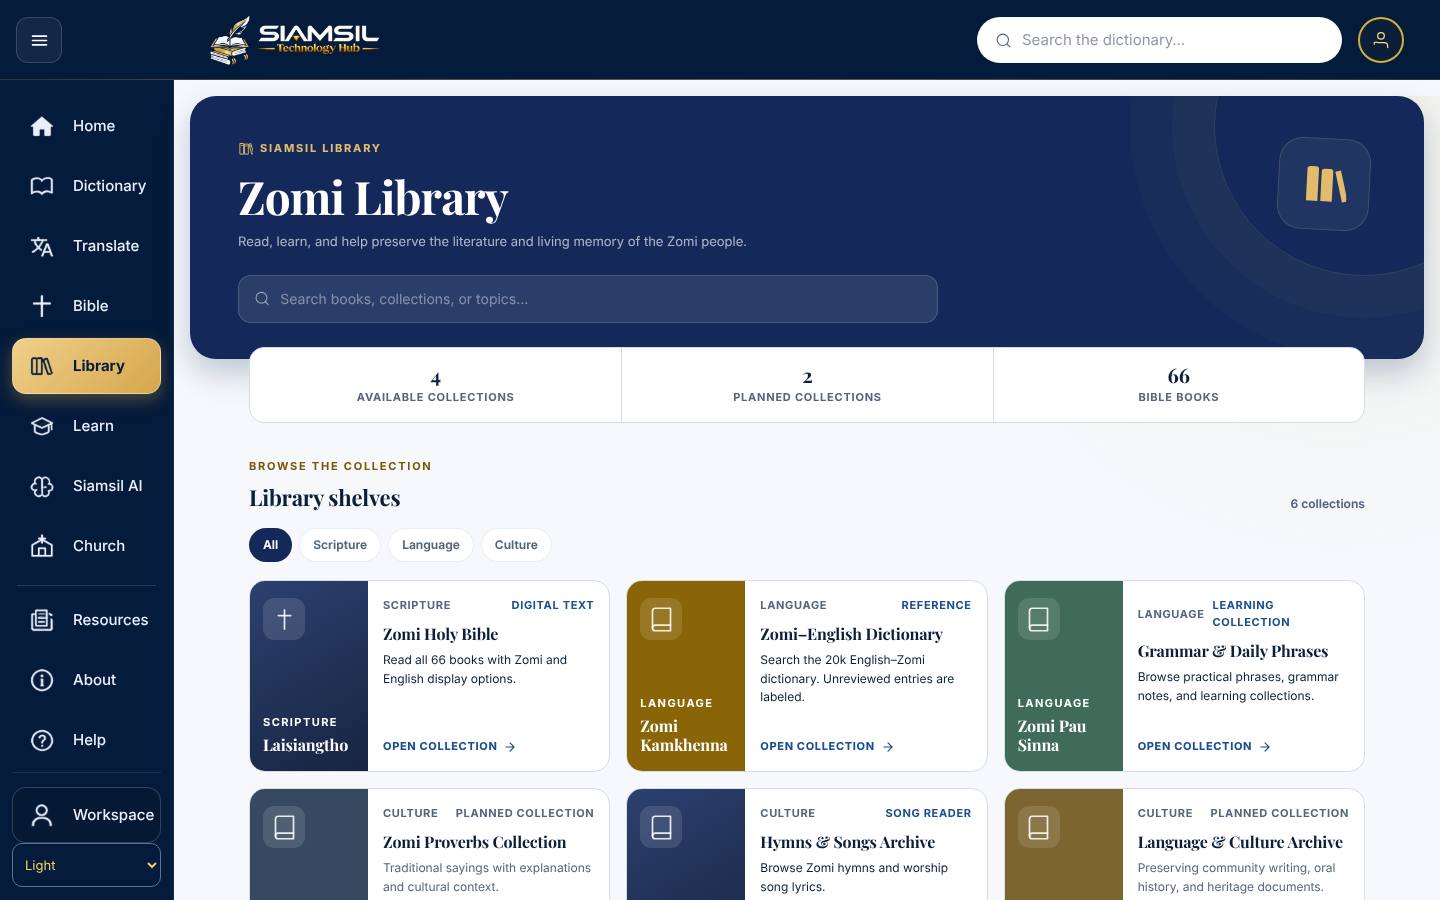 SIAMSIL
Technology Hub
Search the dictionary...
Home
Dictionary
Translate
Bible
Library
Learn
Siamsil AI
Church
Resources
About
Help
Workspace
Light
SIAMSIL LIBRARY
Zomi Library
Read, learn, and help preserve the literature and living memory of the Zomi people.
Search books, collections, or topics...
4
AVAILABLE COLLECTIONS
2
PLANNED COLLECTIONS
66
BIBLE BOOKS
BROWSE THE COLLECTION
Library shelves
6 collections
All
Scripture
Language
Culture
SCRIPTURE
Laisiangtho
SCRIPTURE
DIGITAL TEXT
Zomi Holy Bible
Read all 66 books with Zomi and
English display options.
OPEN COLLECTION →
LANGUAGE
Zomi
Kamkhenna
LANGUAGE
REFERENCE
Zomi–English Dictionary
Search the 20k English–Zomi
dictionary. Unreviewed entries are
labeled.
OPEN COLLECTION →
LANGUAGE
Zomi Pau
Sinna
LANGUAGE
LEARNING
COLLECTION
Grammar & Daily Phrases
Browse practical phrases, grammar
notes, and learning collections.
OPEN COLLECTION →
CULTURE
PLANNED COLLECTION
Zomi Proverbs Collection
Traditional sayings with explanations
and cultural context.
CULTURE
SONG READER
Hymns & Songs Archive
Browse Zomi hymns and worship
song lyrics.
CULTURE
PLANNED COLLECTION
Language & Culture Archive
Preserving community writing, oral
history, and heritage documents.